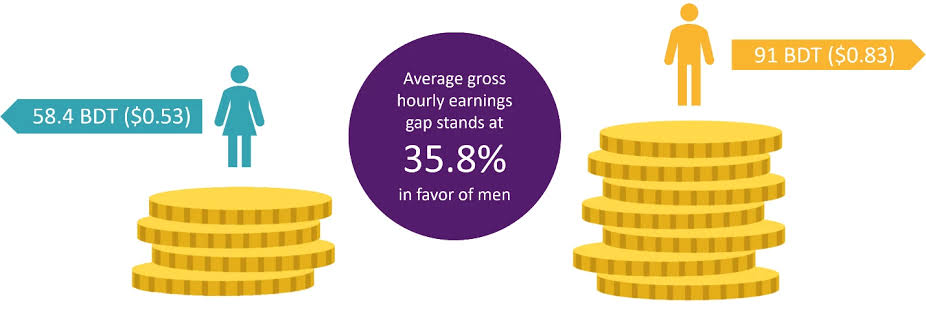 58.4 BDT ($0.53)
Average gross
hourly earnings
gap stands at
35.8%
in favor of men
91 BDT ($0.83)